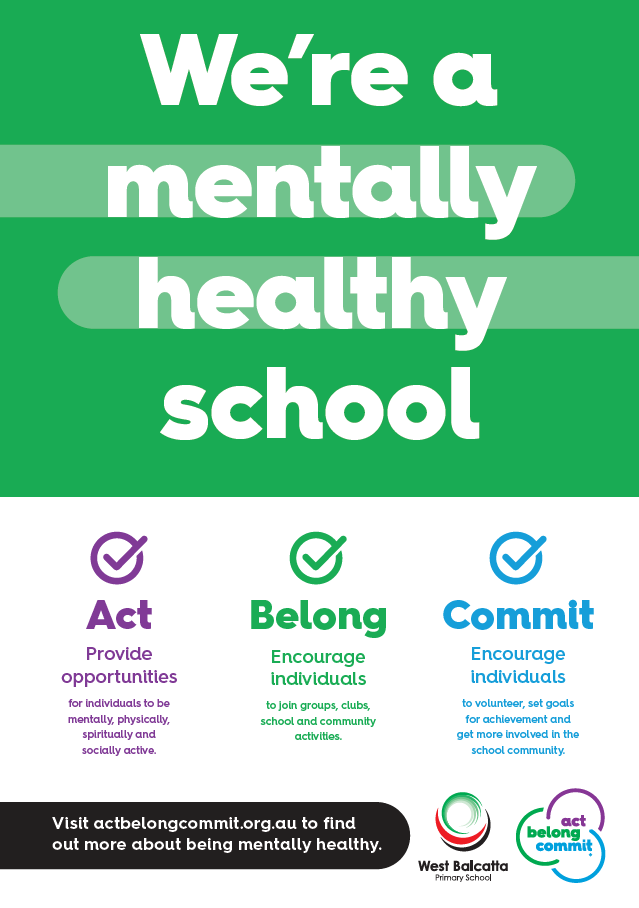 We're a
mentally
healthy
school
Act
Provide
opportunities
for individuals to be
mentally, physically,
spiritually and
socially active.
Belong
Encourage
individuals
to join groups, clubs,
school and community
activities.
Commit
Encourage
individuals
to volunteer, set goals
for achievement and
get more involved in the
school community.
Visit actbelongcommit.org.au to find
out more about being mentally healthy.
West Balcatta
Primary School
act
belong
commit